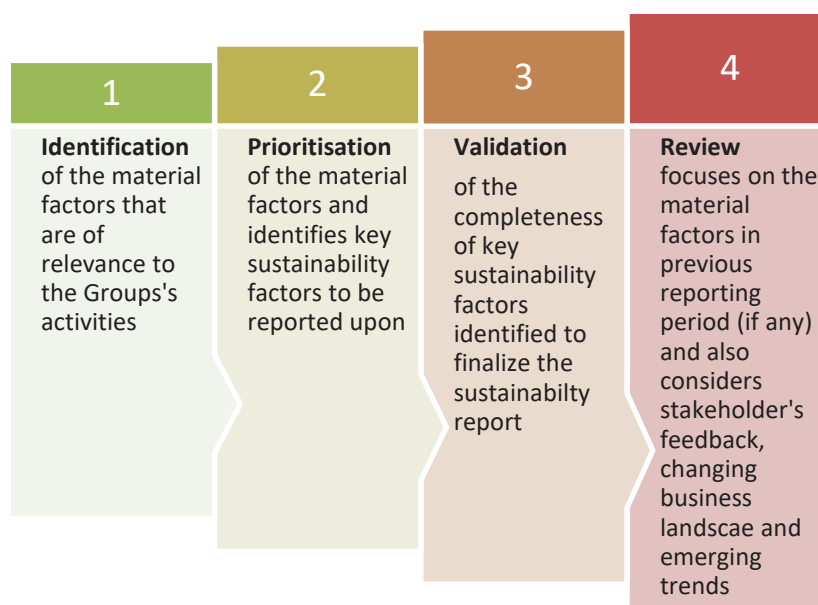 1
Identification
of the material
factors that
are of
relevance to
the Groups's
activities
2
Prioritisation
of the material
factors and
identifies key
sustainability
factors to be
reported upon
3
Validation
of the
completeness
of key
sustainability
factors
identified to
finalize the
sustainabilty
report
4
Review
focuses on the
material
factors in
previous
reporting
period (if any)
and also
considers
stakeholder's
feedback,
changing
business
landscae and
emerging
trends